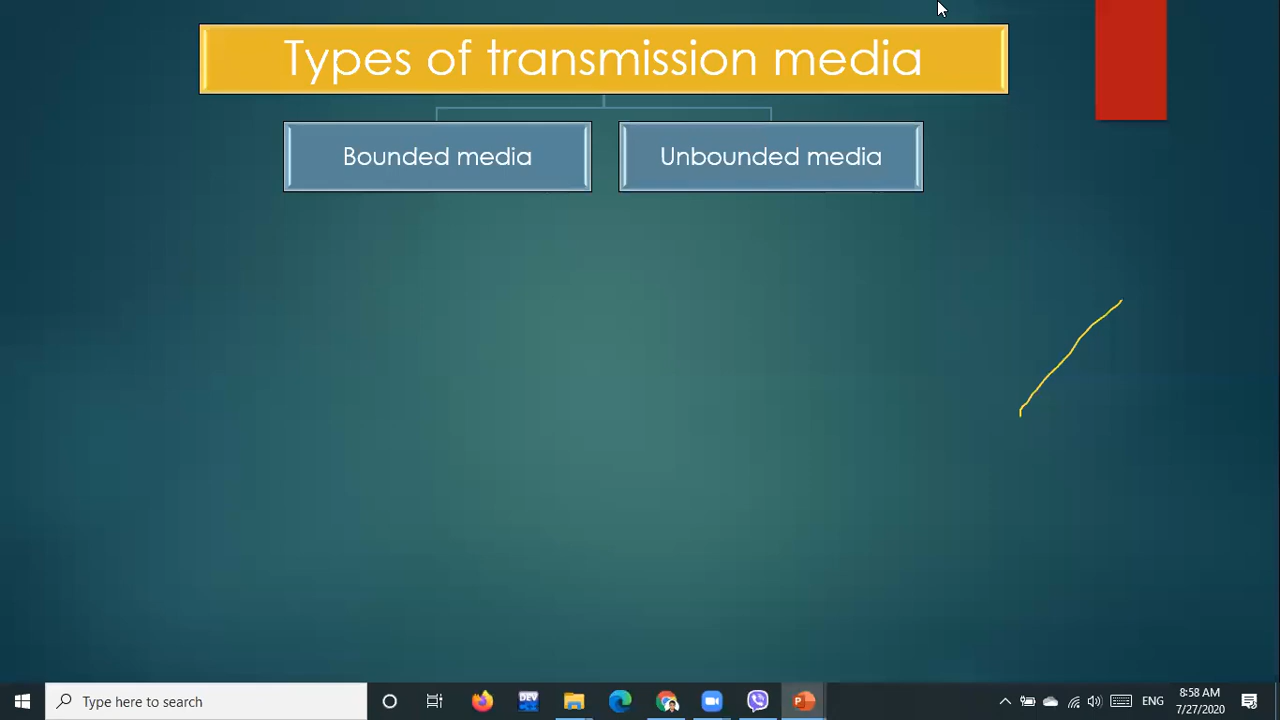 Types of transmission media
Bounded media
Unbounded media
DEV
Type here to search
ENG
8:58 AM
7/27/2020